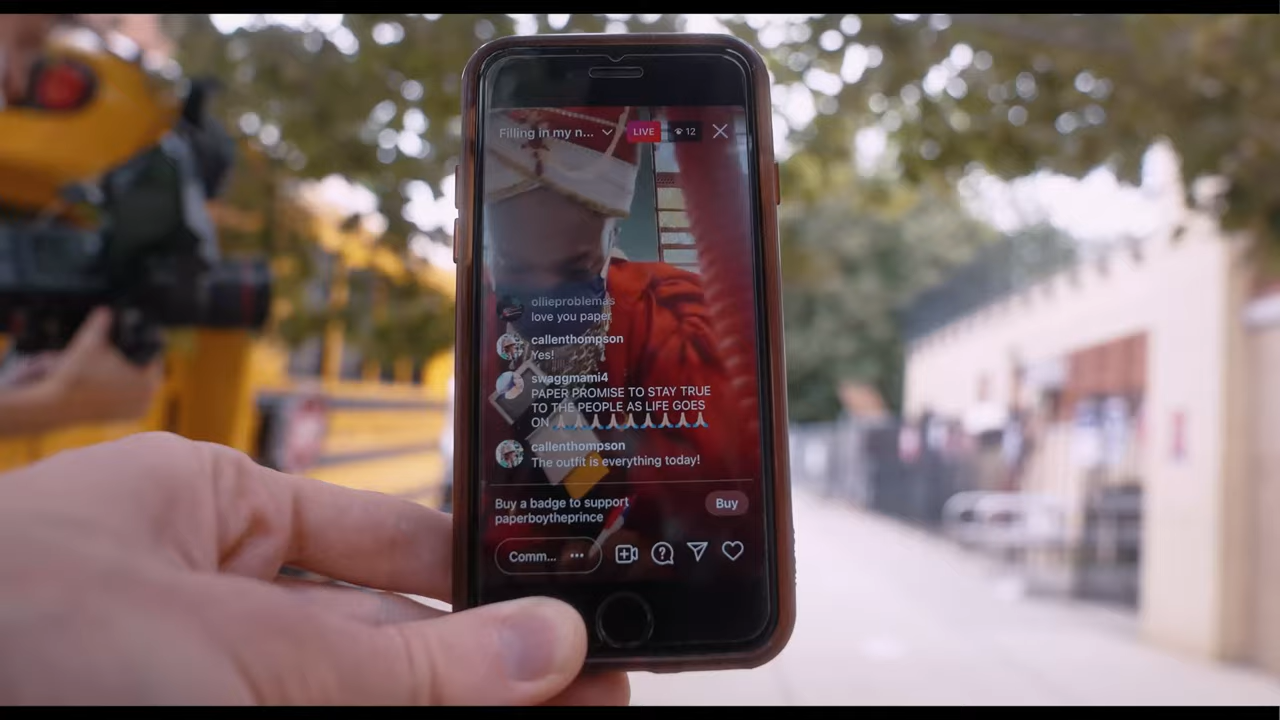 Filling in my n...
LIVE
12
ollieproblemas
love you paper
callenthompson
Yes!
swaggmami4
PAPER PROMISE TO STAY TRUE
TO THE PEOPLE AS LIFE GOES
ON 🙏🙏🙏🙏🙏🙏🙏🙏
callenthompson
The outfit is everything today!
Buy a badge to support
paperboytheprince
Buy
Comm...